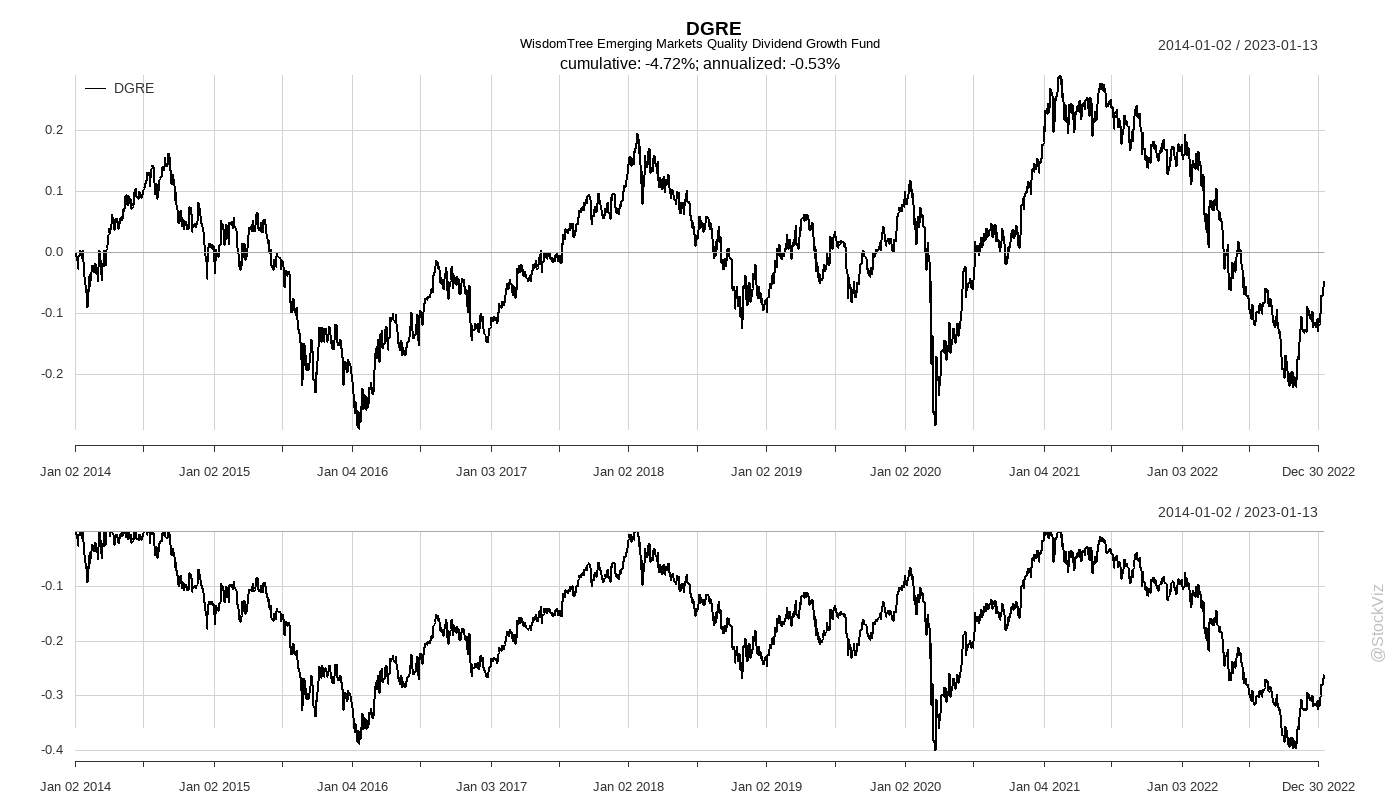 DGRE
WisdomTree Emerging Markets Quality Dividend Growth Fund
cumulative: -4.72%; annualized: -0.53%
2014-01-02 / 2023-01-13
DGRE
0.2
0.1
0.0
-0.1
-0.2
Jan 02 2014 Jan 02 2015 Jan 04 2016 Jan 03 2017 Jan 02 2018 Jan 02 2019 Jan 02 2020 Jan 04 2021 Jan 03 2022 Dec 30 2022
2014-01-02 / 2023-01-13
-0.1
-0.2
-0.3
-0.4
Jan 02 2014 Jan 02 2015 Jan 04 2016 Jan 03 2017 Jan 02 2018 Jan 02 2019 Jan 02 2020 Jan 04 2021 Jan 03 2022 Dec 30 2022
@StockViz